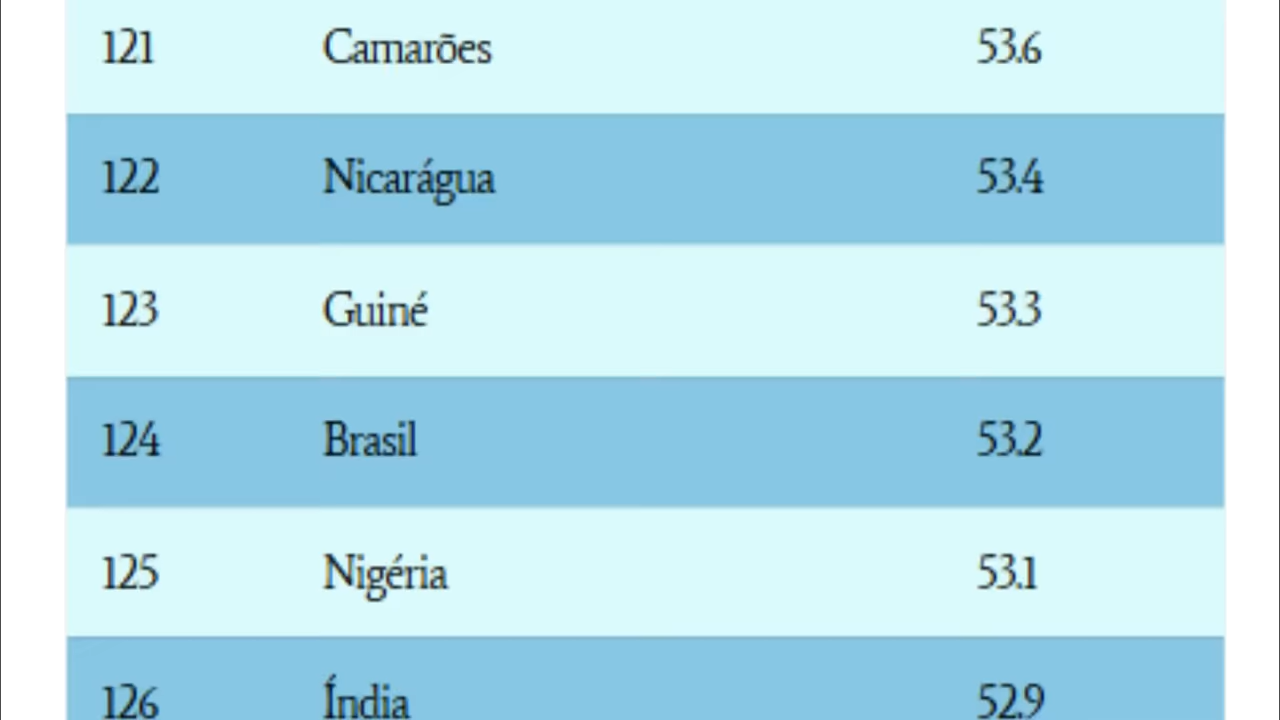 121 Camarões 53.6
122 Nicarágua 53.4
123 Guiné 53.3
124 Brasil 53.2
125 Nigéria 53.1
126 Índia 52.9